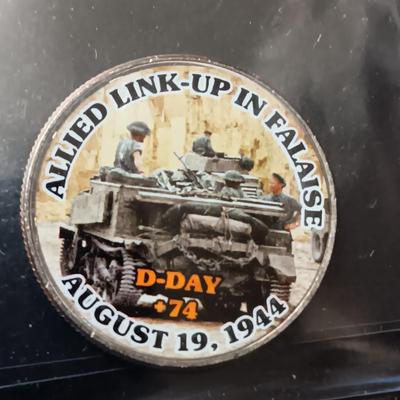 ALLIED LINK-UP IN FALAISE
D-DAY
+74
AUGUST 19, 1944